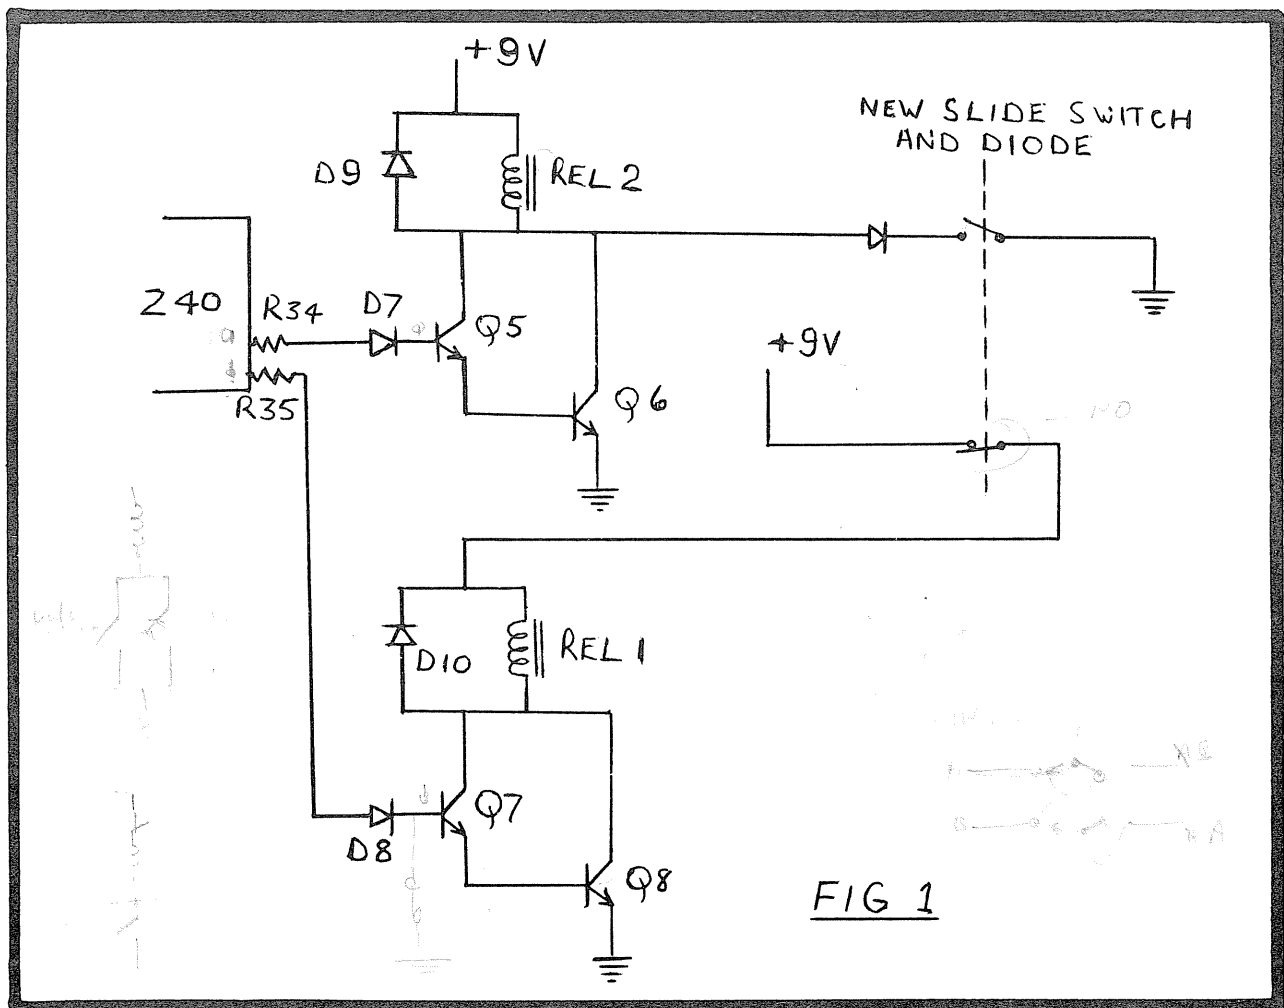 +9V
NEW SLIDE SWITCH
AND DIODE
D9
REL 2
Z40
R34
D7
Q5
+9V
R35
Q6
NO
D10
REL 1
Q7
D8
Q8
FIG 1